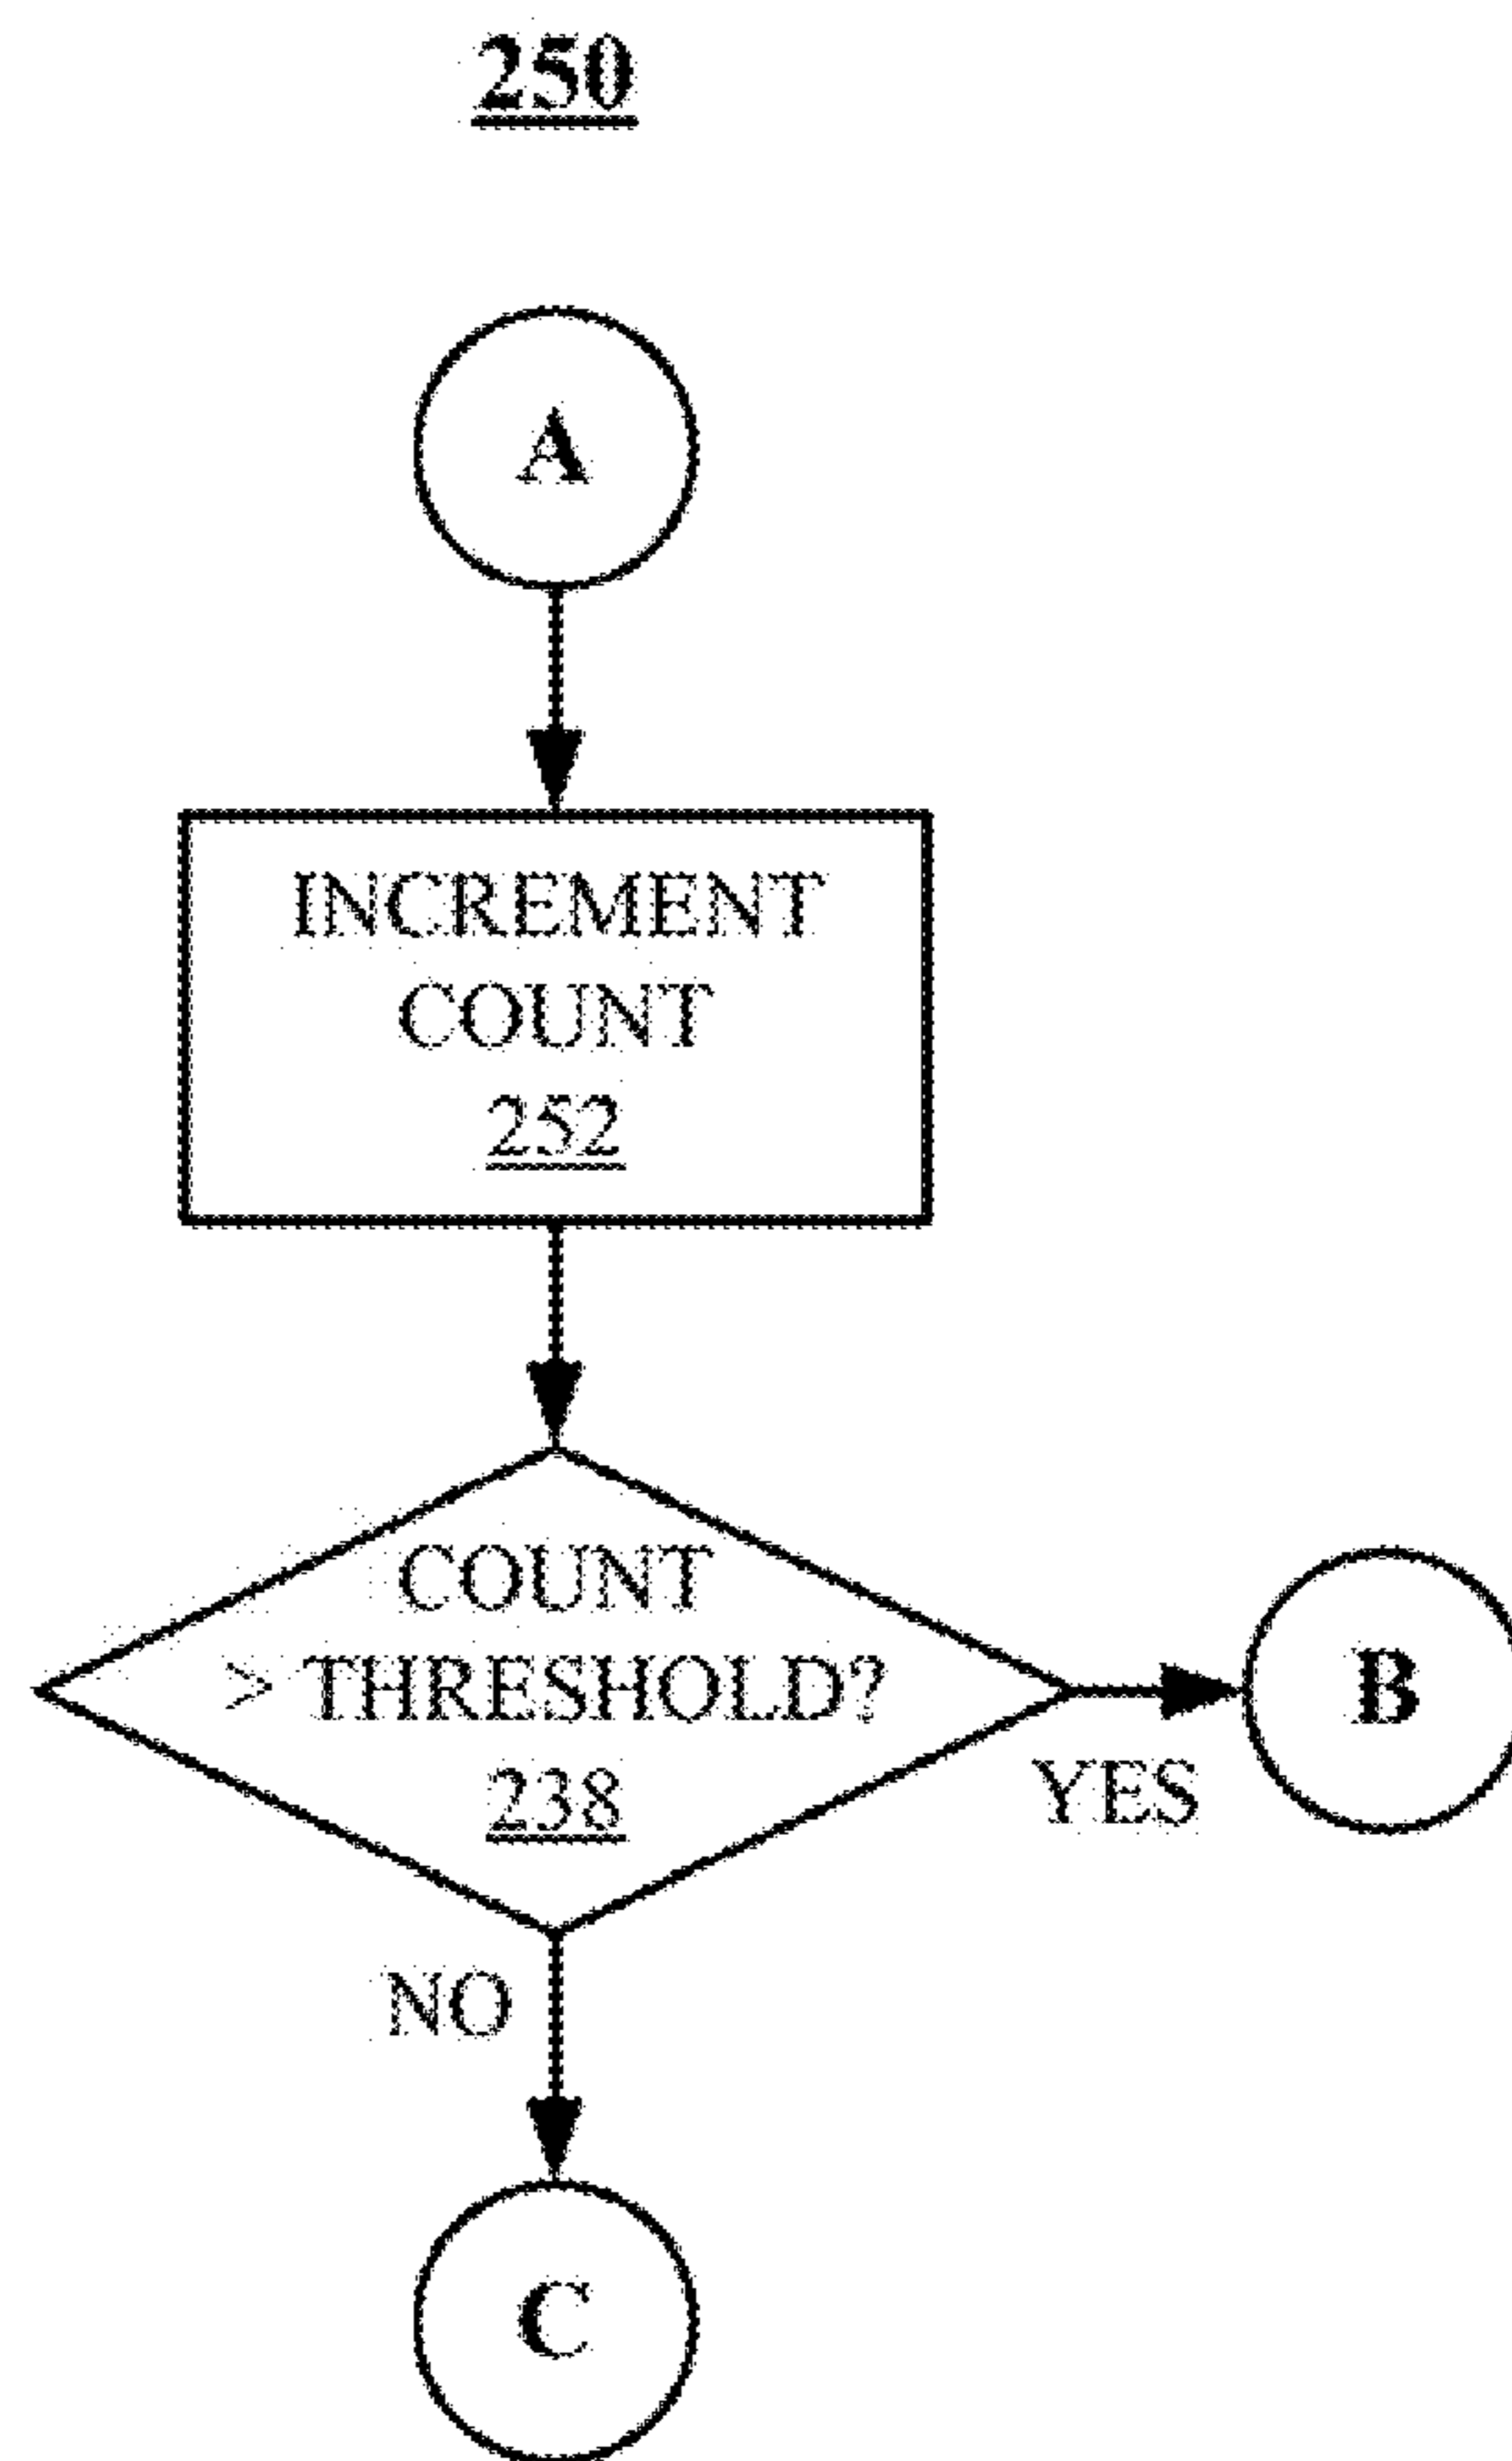 250
A
INCREMENT
COUNT
252
COUNT
> THRESHOLD?
238
B
YES
NO
C